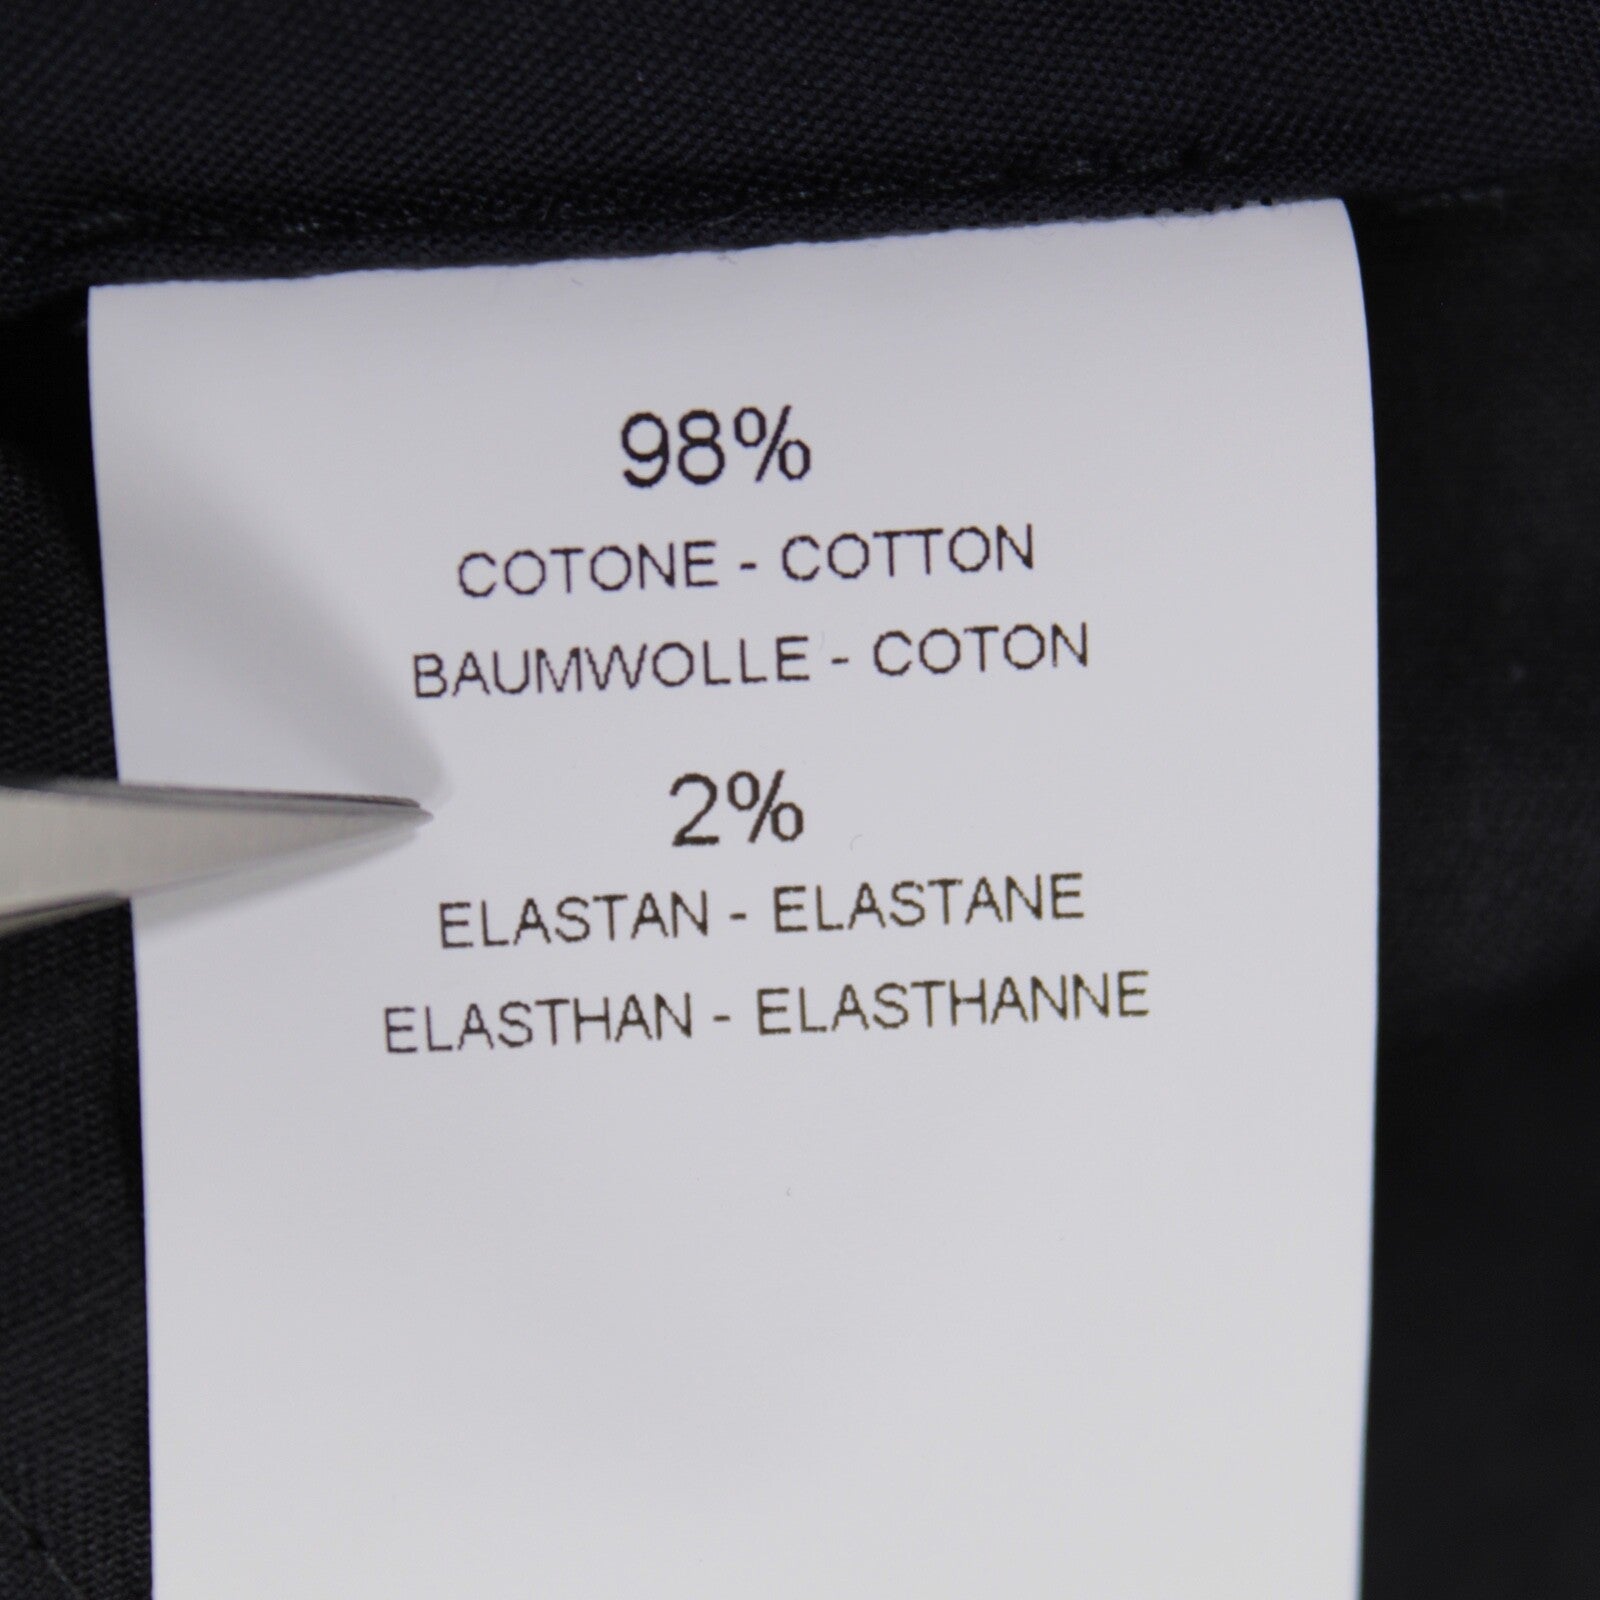 98%
COTONE - COTTON
BAUMWOLLE - COTON
2%
ELASTAN - ELASTANE
ELASTHAN - ELASTHANNE